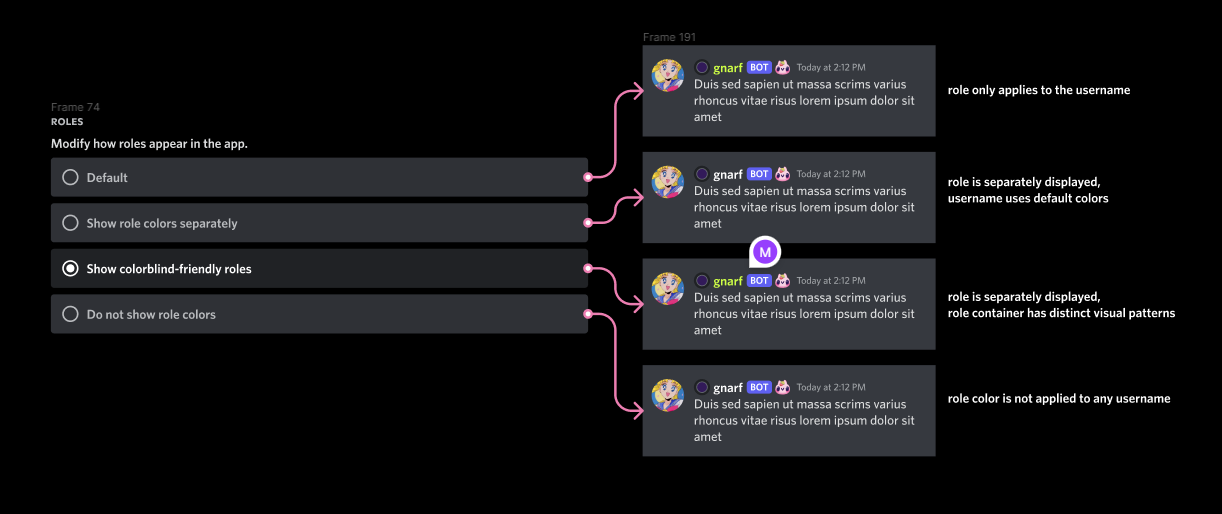 Frame 74
ROLES
Modify how roles appear in the app.
Default
Show role colors separately
Show colorblind-friendly roles
Do not show role colors
Frame 191
gnarf BOT Today at 2:12 PM
Duis sed sapien ut massa scrims varius
rhoncus vitae risus lorem ipsum dolor sit
amet
role only applies to the username
gnarf BOT Today at 2:12 PM
Duis sed sapien ut massa scrims varius
rhoncus vitae risus lorem ipsum dolor sit
amet
role is separately displayed,
username uses default colors
M
gnarf BOT Today at 2:12 PM
Duis sed sapien ut massa scrims varius
rhoncus vitae risus lorem ipsum dolor sit
amet
role is separately displayed,
role container has distinct visual patterns
gnarf BOT Today at 2:12 PM
Duis sed sapien ut massa scrims varius
rhoncus vitae risus lorem ipsum dolor sit
amet
role color is not applied to any username